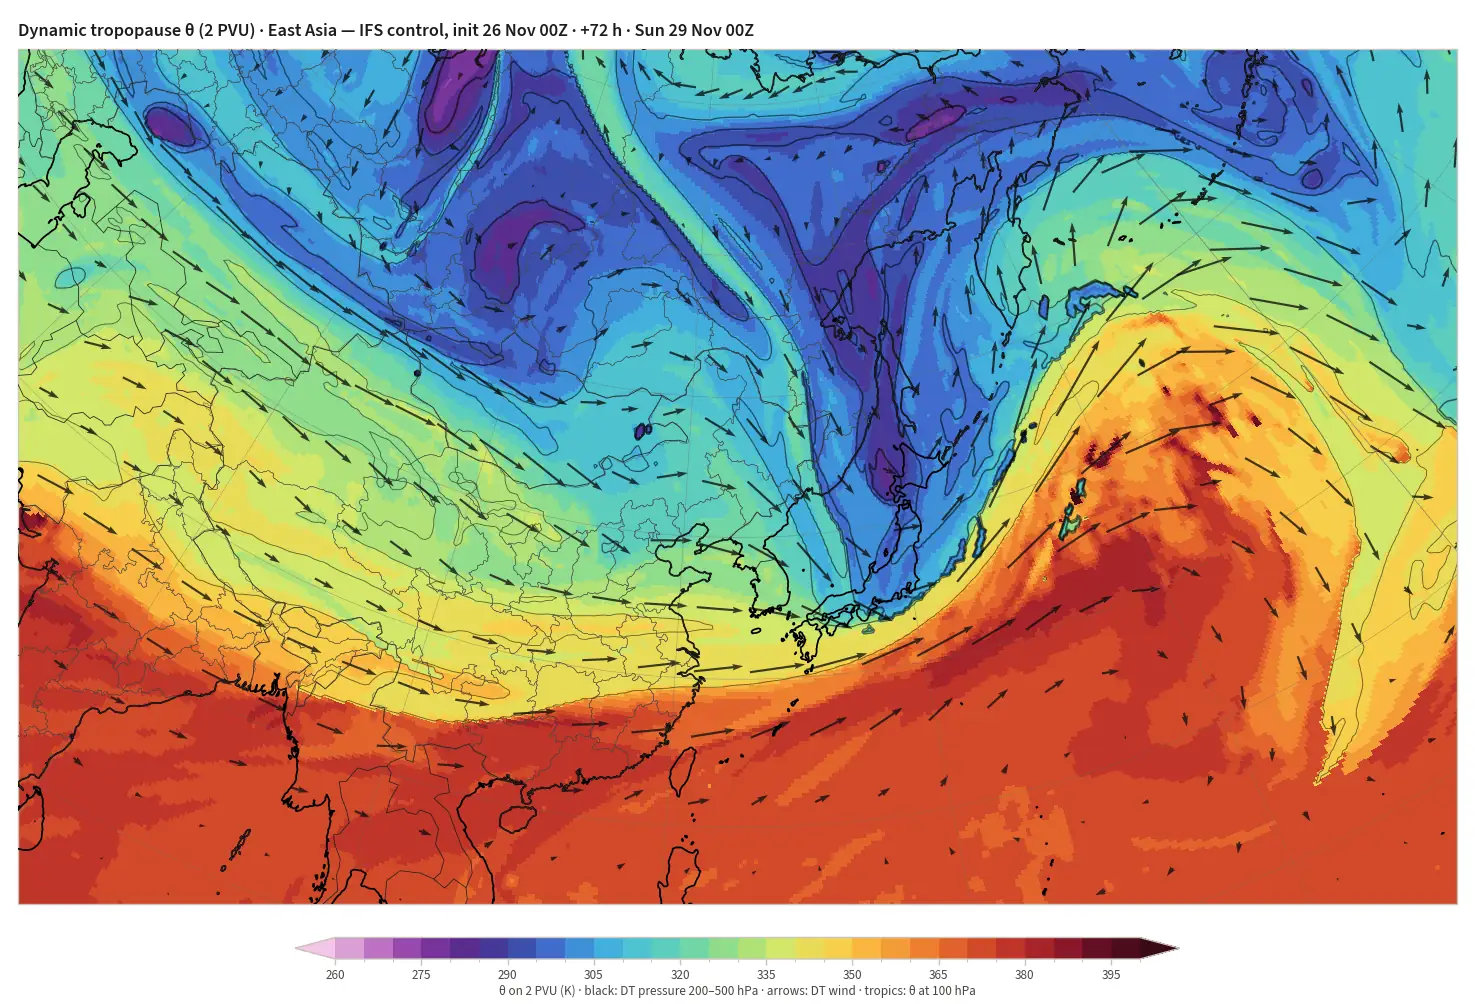 Dynamic tropopause θ (2 PVU) · East Asia — IFS control, init 26 Nov 00Z · +72 h · Sun 29 Nov 00Z
260 275 290 305 320 335 350 365 380 395
θ on 2 PVU (K) · black: DT pressure 200–500 hPa · arrows: DT wind · tropics: θ at 100 hPa